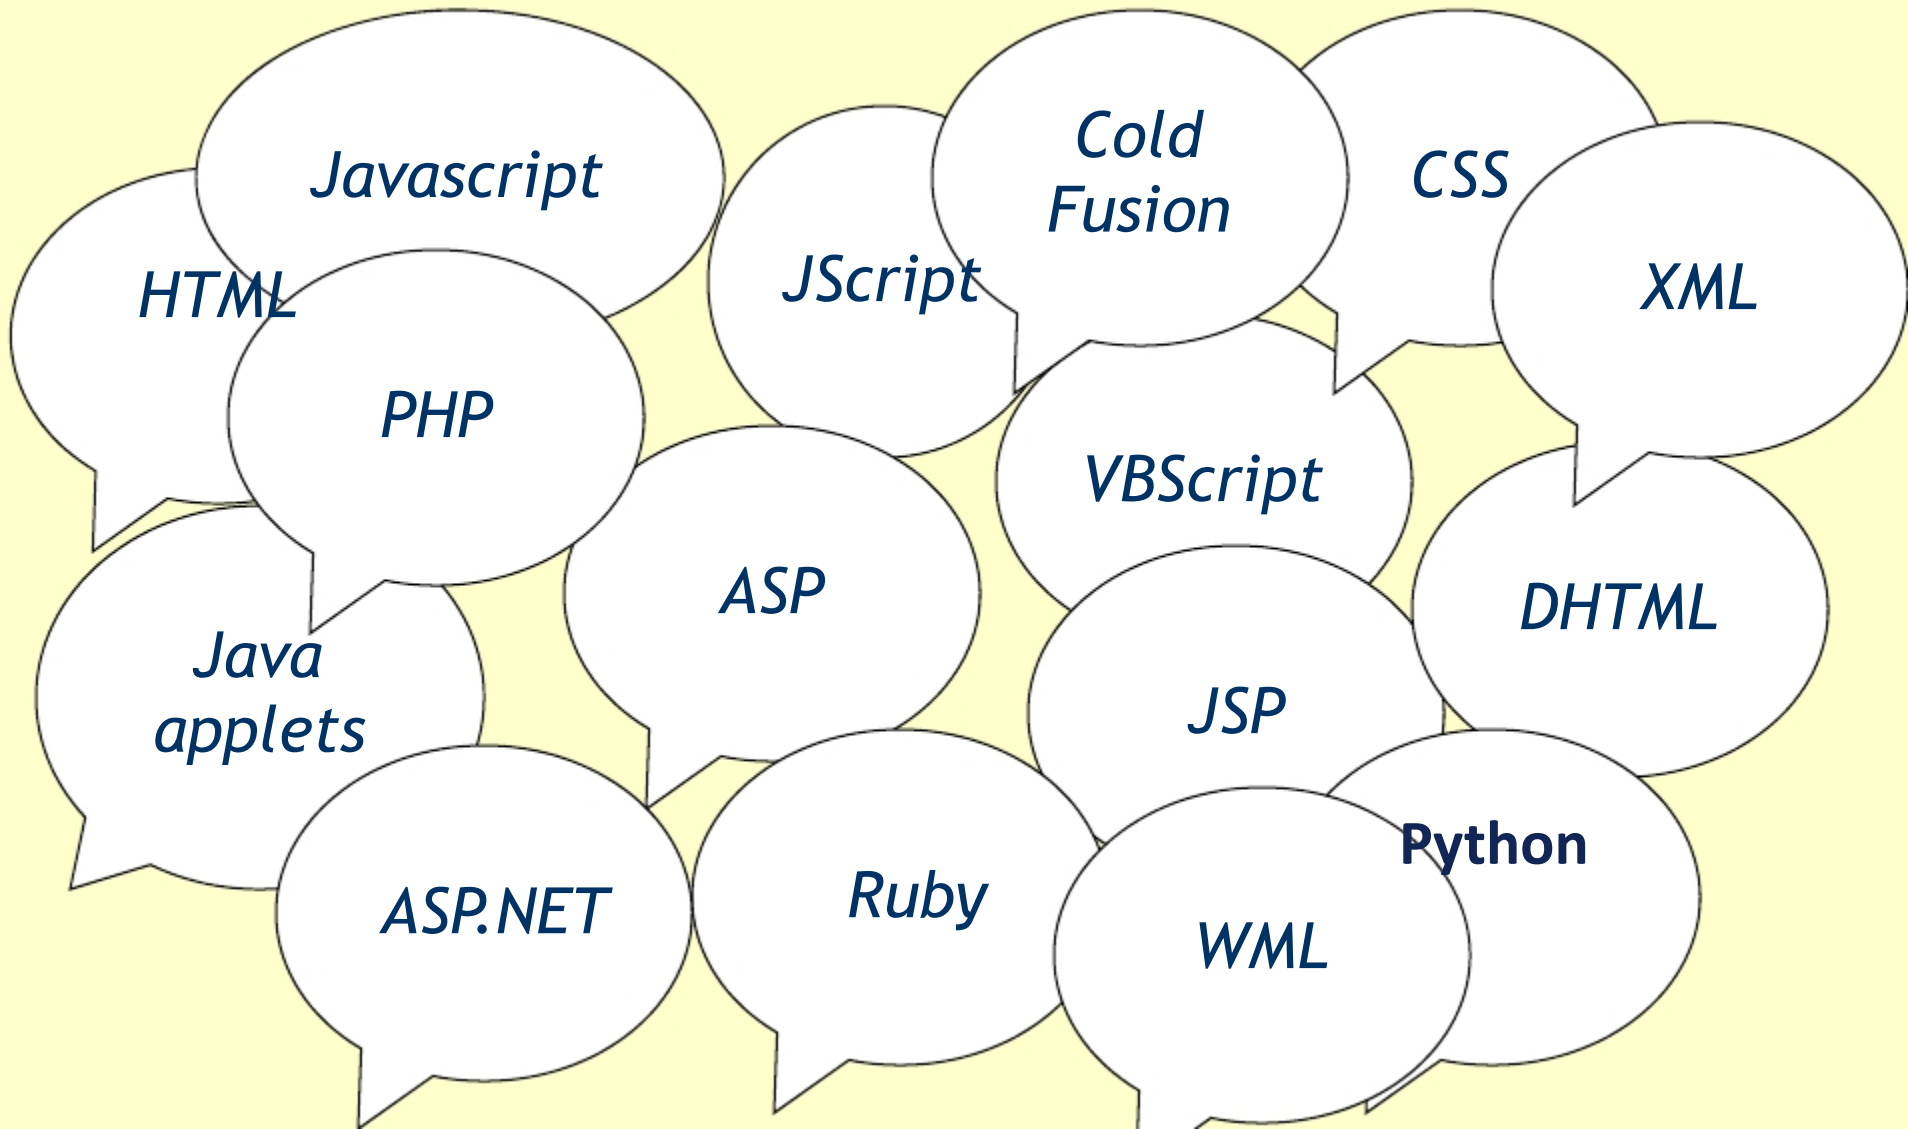 Javascript
Cold
Fusion
CSS
HTML
JScript
XML
PHP
VBScript
ASP
DHTML
Java
applets
JSP
Python
ASP.NET
Ruby
WML